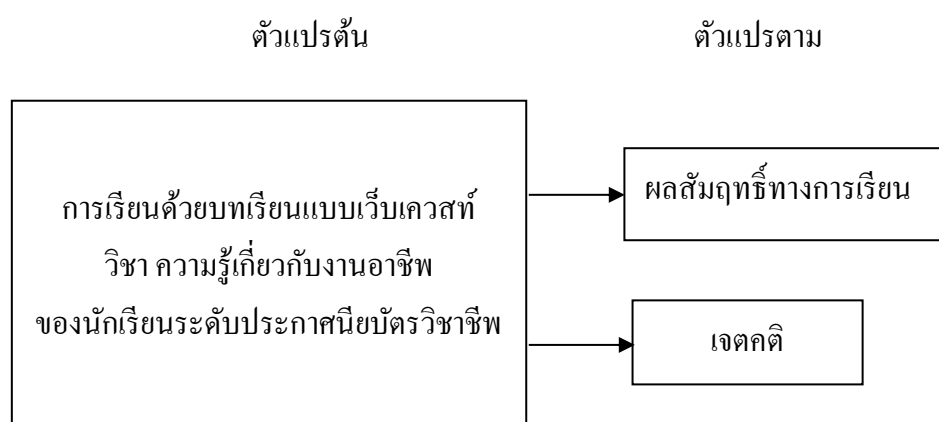 ตัวแปรต้น
ตัวแปรตาม
การเรียนด้วยบทเรียนแบบเว็บเควสท์
วิชา ความรู้เกี่ยวกับงานอาชีพ
ของนักเรียนระดับประกาศนียบัตรวิชาชีพ
ผลสัมฤทธิ์ทางการเรียน
เจตคติ